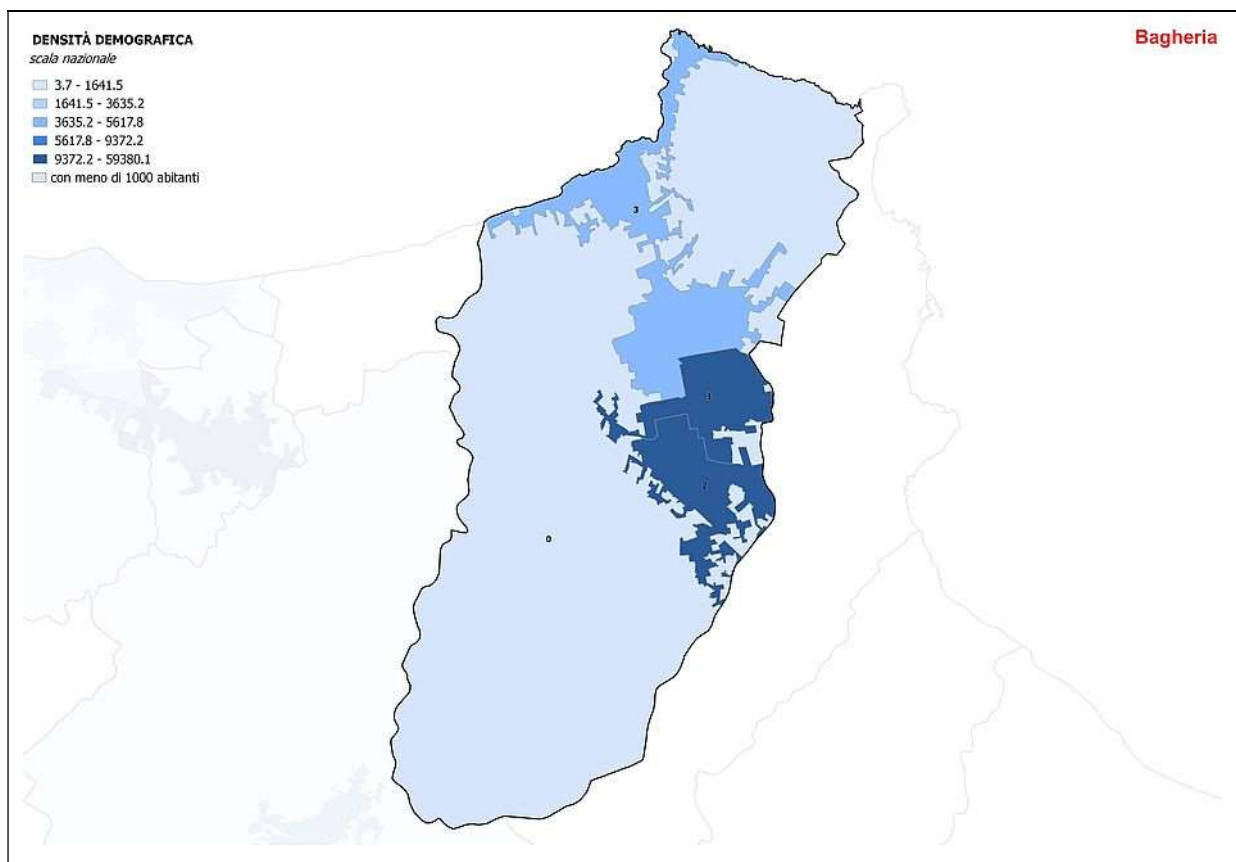 DENSITÀ DEMOGRAFICA
scala nazionale
3.7 - 1641.5
1641.5 - 3635.2
3635.2 - 5617.8
5617.8 - 9372.2
9372.2 - 59380.1
con meno di 1000 abitanti
Bagheria
3
1
2
0